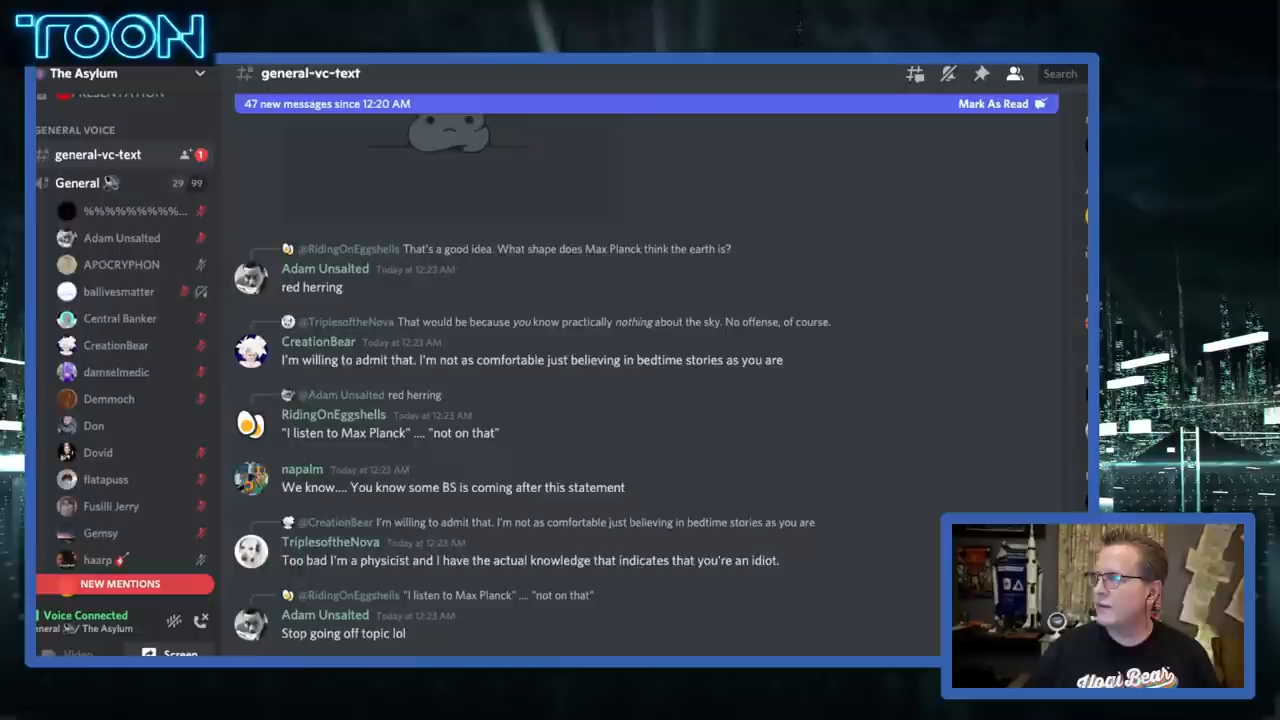 TOON
The Asylum
general-vc-text
Search
47 new messages since 12:20 AM
Mark As Read
PRESENTATION
GENERAL VOICE
general-vc-text
1
General
29 99
%%%%%%%%%%...
Adam Unsalted
APOCRYPHON
ballivesmatter
Central Banker
CreationBear
damselmedic
Demmoch
Don
Dovid
flatapuss
Fusilli Jerry
Gemsy
haarp
NEW MENTIONS
Voice Connected
eneral / The Asylum
Video
Screen
@RidingOnEggshells That's a good idea. What shape does Max Planck think the earth is?
Adam Unsalted Today at 12:23 AM
red herring
@TriplesoftheNova That would be because you know practically nothing about the sky. No offense, of course.
CreationBear Today at 12:23 AM
I'm willing to admit that. I'm not as comfortable just believing in bedtime stories as you are
@Adam Unsalted red herring
RidingOnEggshells Today at 12:23 AM
"I listen to Max Planck" .... "not on that"
napalm Today at 12:23 AM
We know.... You know some BS is coming after this statement
@CreationBear I'm willing to admit that. I'm not as comfortable just believing in bedtime stories as you are
TriplesoftheNova Today at 12:23 AM
Too bad I'm a physicist and I have the actual knowledge that indicates that you're an idiot.
@RidingOnEggshells "I listen to Max Planck" .... "not on that"
Adam Unsalted Today at 12:23 AM
Stop going off topic lol
Yogi Bear